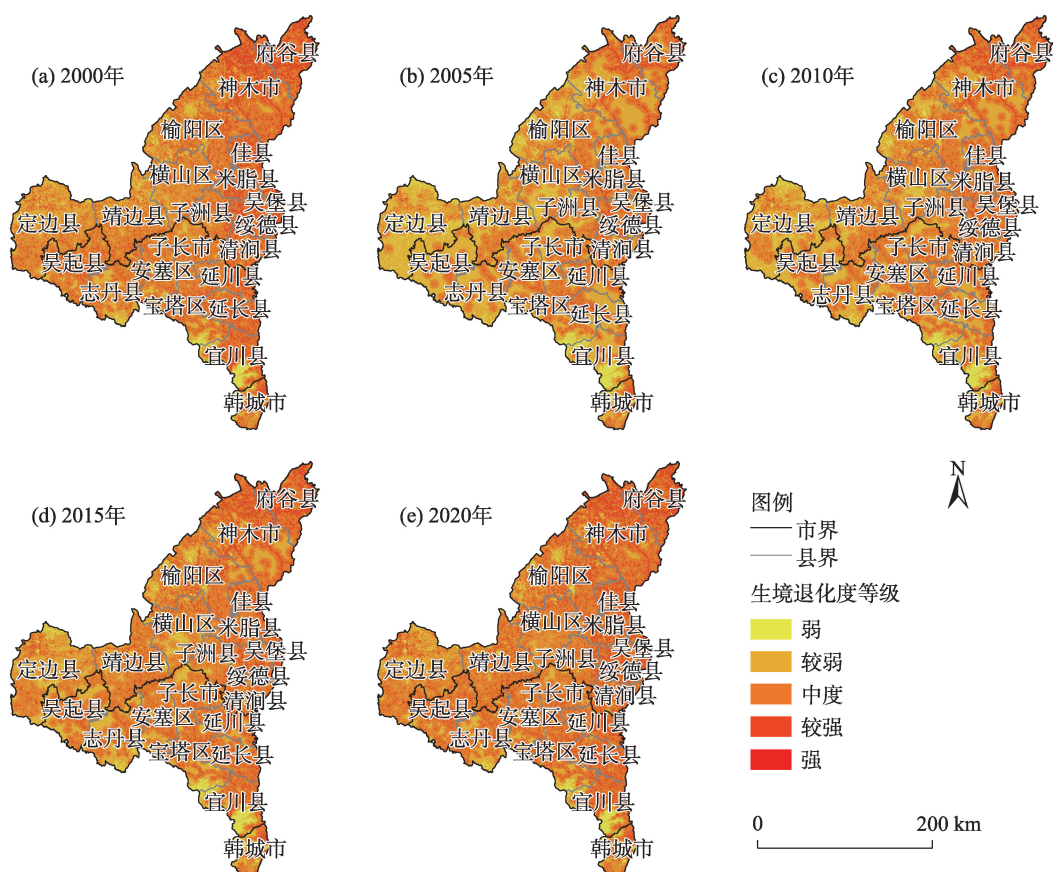 (a) 2000年
府谷县
神木市
榆阳区
佳县
横山区
米脂县
吴堡县
定边县
靖边县
子洲县
绥德县
子长市
清涧县
吴起县
安塞区
延川县
志丹县
宝塔区
延长县
宜川县
韩城市
(b) 2005年
府谷县
神木市
榆阳区
佳县
横山区
米脂县
吴堡县
定边县
靖边县
子洲县
绥德县
子长市
清涧县
吴起县
安塞区
延川县
志丹县
宝塔区
延长县
宜川县
韩城市
(c) 2010年
府谷县
神木市
榆阳区
佳县
横山区
米脂县
吴堡县
定边县
靖边县
子洲县
绥德县
子长市
清涧县
吴起县
安塞区
延川县
志丹县
宝塔区
延长县
宜川县
韩城市
(d) 2015年
府谷县
神木市
榆阳区
佳县
横山区
米脂县
吴堡县
定边县
靖边县
子洲县
绥德县
子长市
清涧县
吴起县
安塞区
延川县
志丹县
宝塔区
延长县
宜川县
韩城市
(e) 2020年
府谷县
神木市
榆阳区
佳县
横山区
米脂县
吴堡县
定边县
靖边县
子洲县
绥德县
子长市
清涧县
吴起县
安塞区
延川县
志丹县
宝塔区
延长县
宜川县
韩城市
N
图例
市界
县界
生境退化度等级
弱
较弱
中度
较强
强
0 200 km